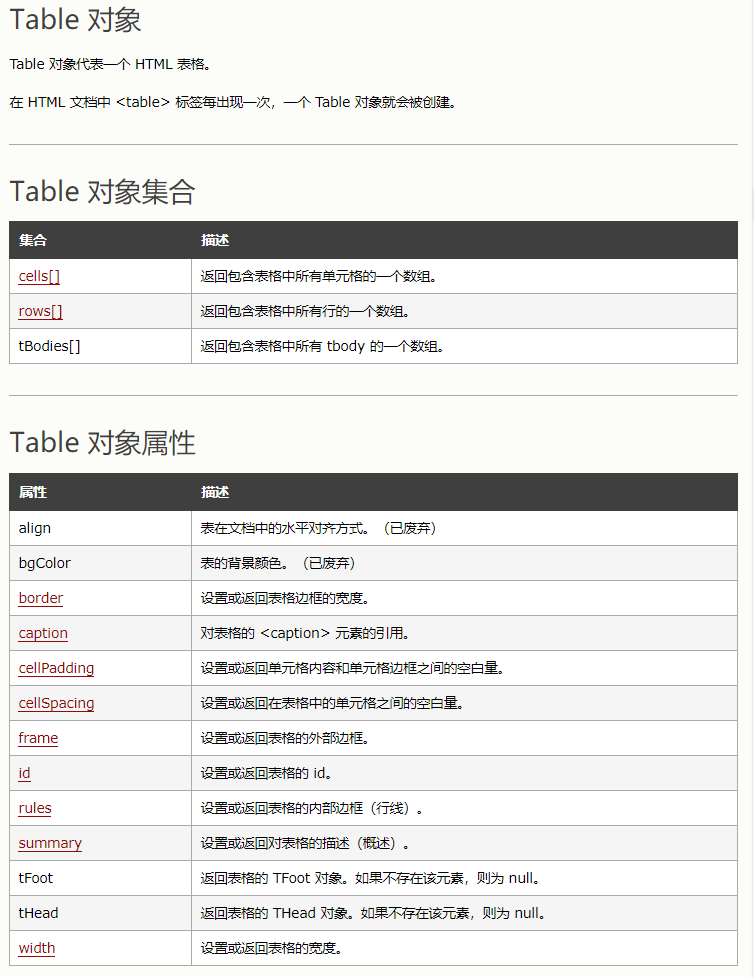 Table 对象
Table 对象代表一个 HTML 表格。
在 HTML 文档中 <table> 标签每出现一次，一个 Table 对象就会被创建。
Table 对象集合
集合 描述
cells[] 返回包含表格中所有单元格的一个数组。
rows[] 返回包含表格中所有行的一个数组。
tBodies[] 返回包含表格中所有 tbody 的一个数组。
Table 对象属性
属性 描述
align 表在文档中的水平对齐方式。（已废弃）
bgColor 表的背景颜色。（已废弃）
border 设置或返回表格边框的宽度。
caption 对表格的 <caption> 元素的引用。
cellPadding 设置或返回单元格内容和单元格边框之间的空白量。
cellSpacing 设置或返回在表格中的单元格之间的空白量。
frame 设置或返回表格的外部边框。
id 设置或返回表格的 id。
rules 设置或返回表格的内部边框（行线）。
summary 设置或返回对表格的描述（概述）。
tFoot 返回表格的 TFoot 对象。如果不存在该元素，则为 null。
tHead 返回表格的 THead 对象。如果不存在该元素，则为 null。
width 设置或返回表格的宽度。